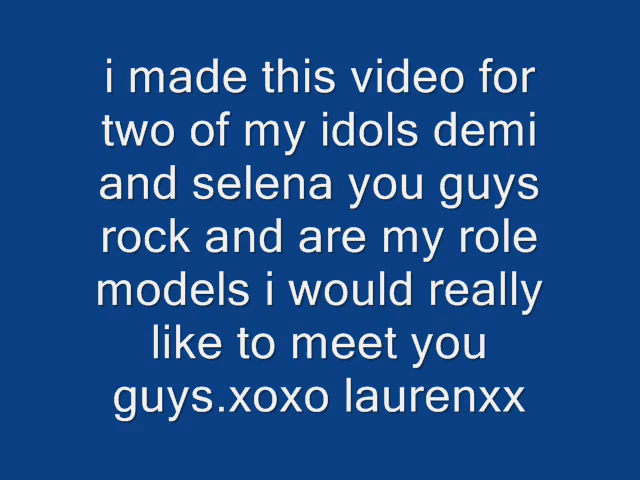 i made this video for
two of my idols demi
and selena you guys
rock and are my role
models i would really
like to meet you
guys.xoxo laurenxx